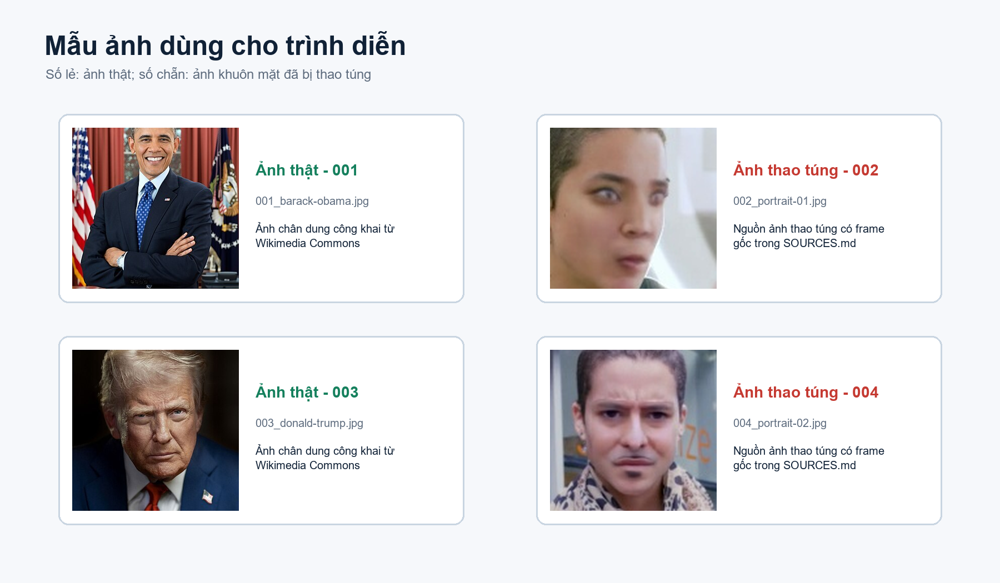 Mẫu ảnh dùng cho trình diễn
Số lẻ: ảnh thật; số chẵn: ảnh khuôn mặt đã bị thao túng
Ảnh thật - 001
001_barack-obama.jpg
Ảnh chân dung công khai từ
Wikimedia Commons
Ảnh thao túng - 002
002_portrait-01.jpg
Nguồn ảnh thao túng có frame
gốc trong SOURCES.md
Ảnh thật - 003
003_donald-trump.jpg
Ảnh chân dung công khai từ
Wikimedia Commons
Ảnh thao túng - 004
004_portrait-02.jpg
Nguồn ảnh thao túng có frame
gốc trong SOURCES.md